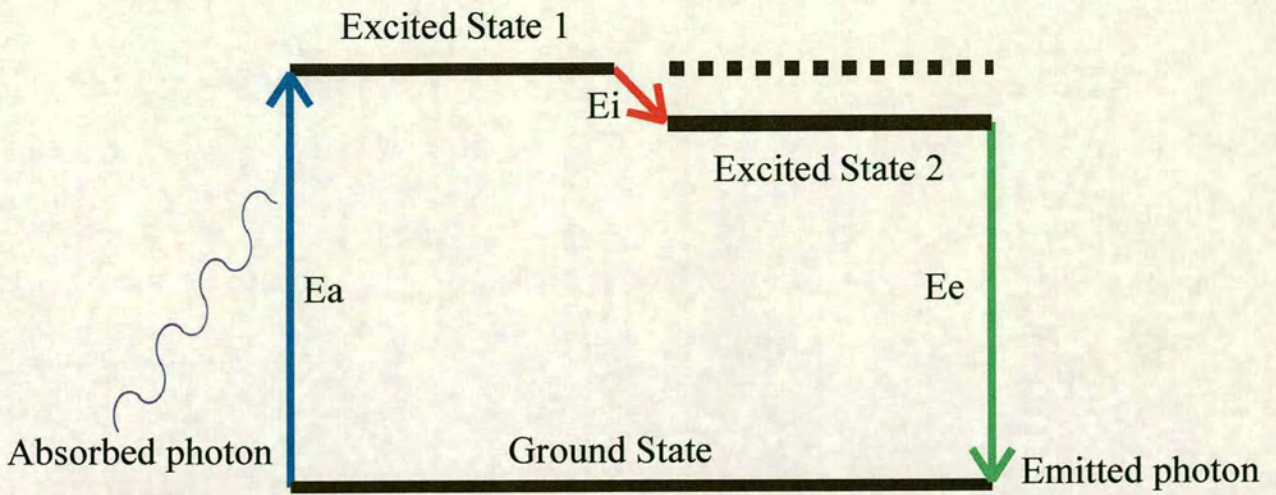 Excited State 1
Ei
Excited State 2
Ea
Ee
Absorbed photon
Ground State
Emitted photon